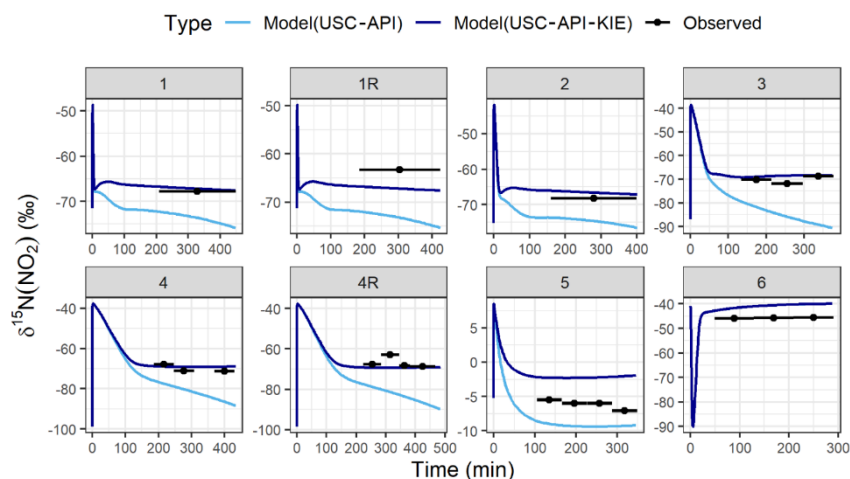 Type Model(USC-API) Model(USC-API-KIE) Observed
1 1R 2 3
-50 -60 -70
-50 -60 -70
-50 -60 -70
-40 -50 -60 -70 -80 -90
0 100 200 300 400
0 100 200 300 400
0 100 200 300 400
0 100 200 300
4 4R 5 6
-40 -60 -80 -100
-40 -60 -80 -100
5 0 -5 -10
-40 -50 -60 -70 -80 -90
0 100 200 300 400
0 100 200 300 400 500
0 100 200 300
0 100 200 300
δ¹⁵N(NO₂) (‰)
Time (min)